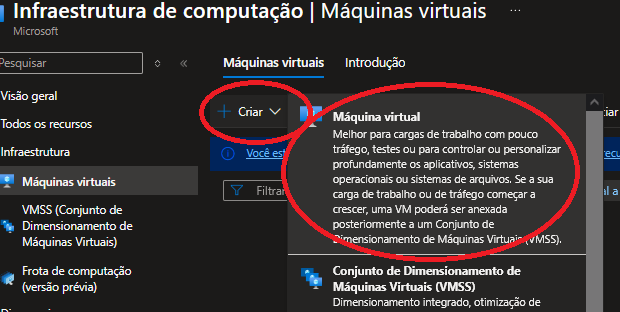 Infraestrutura de computação | Máquinas virtuais ...
Microsoft
Pesquisar
Visão geral
Todos os recursos
Infraestrutura
Máquinas virtuais
VMSS (Conjunto de
Dimensionamento de
Máquinas Virtuais)
Frota de computação
(versão prévia)
Máquinas virtuais Introdução
+ Criar
Você est
Filtrar
Máquina virtual
Melhor para cargas de trabalho com pouco
tráfego, testes ou para controlar ou personalizar
profundamente os aplicativos, sistemas
operacionais ou sistemas de arquivos. Se a sua
carga de trabalho ou de tráfego começar a
crescer, uma VM poderá ser anexada
posteriormente a um Conjunto de
Dimensionamento de Máquinas Virtuais (VMSS).
Conjunto de Dimensionamento de
Máquinas Virtuais (VMSS)
Dimensionamento integrado, otimização de